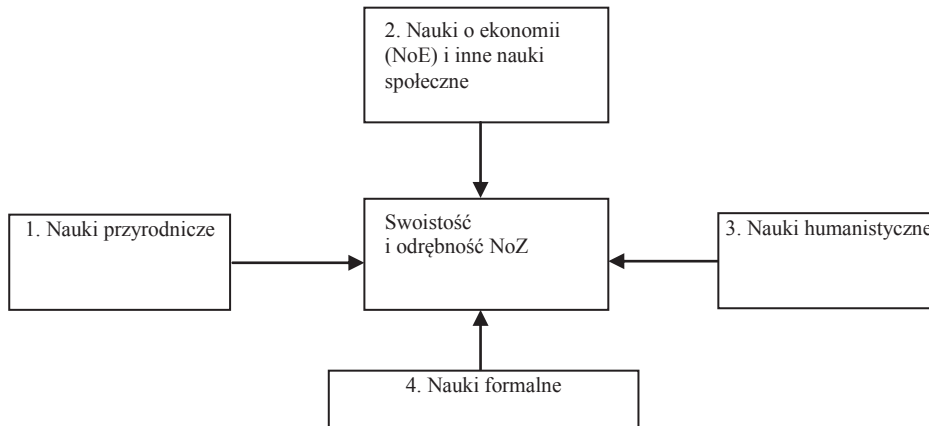 2. Nauki o ekonomii
(NoE) i inne nauki
społeczne
1. Nauki przyrodnicze
Swoistość
i odrębność NoZ
3. Nauki humanistyczne
4. Nauki formalne